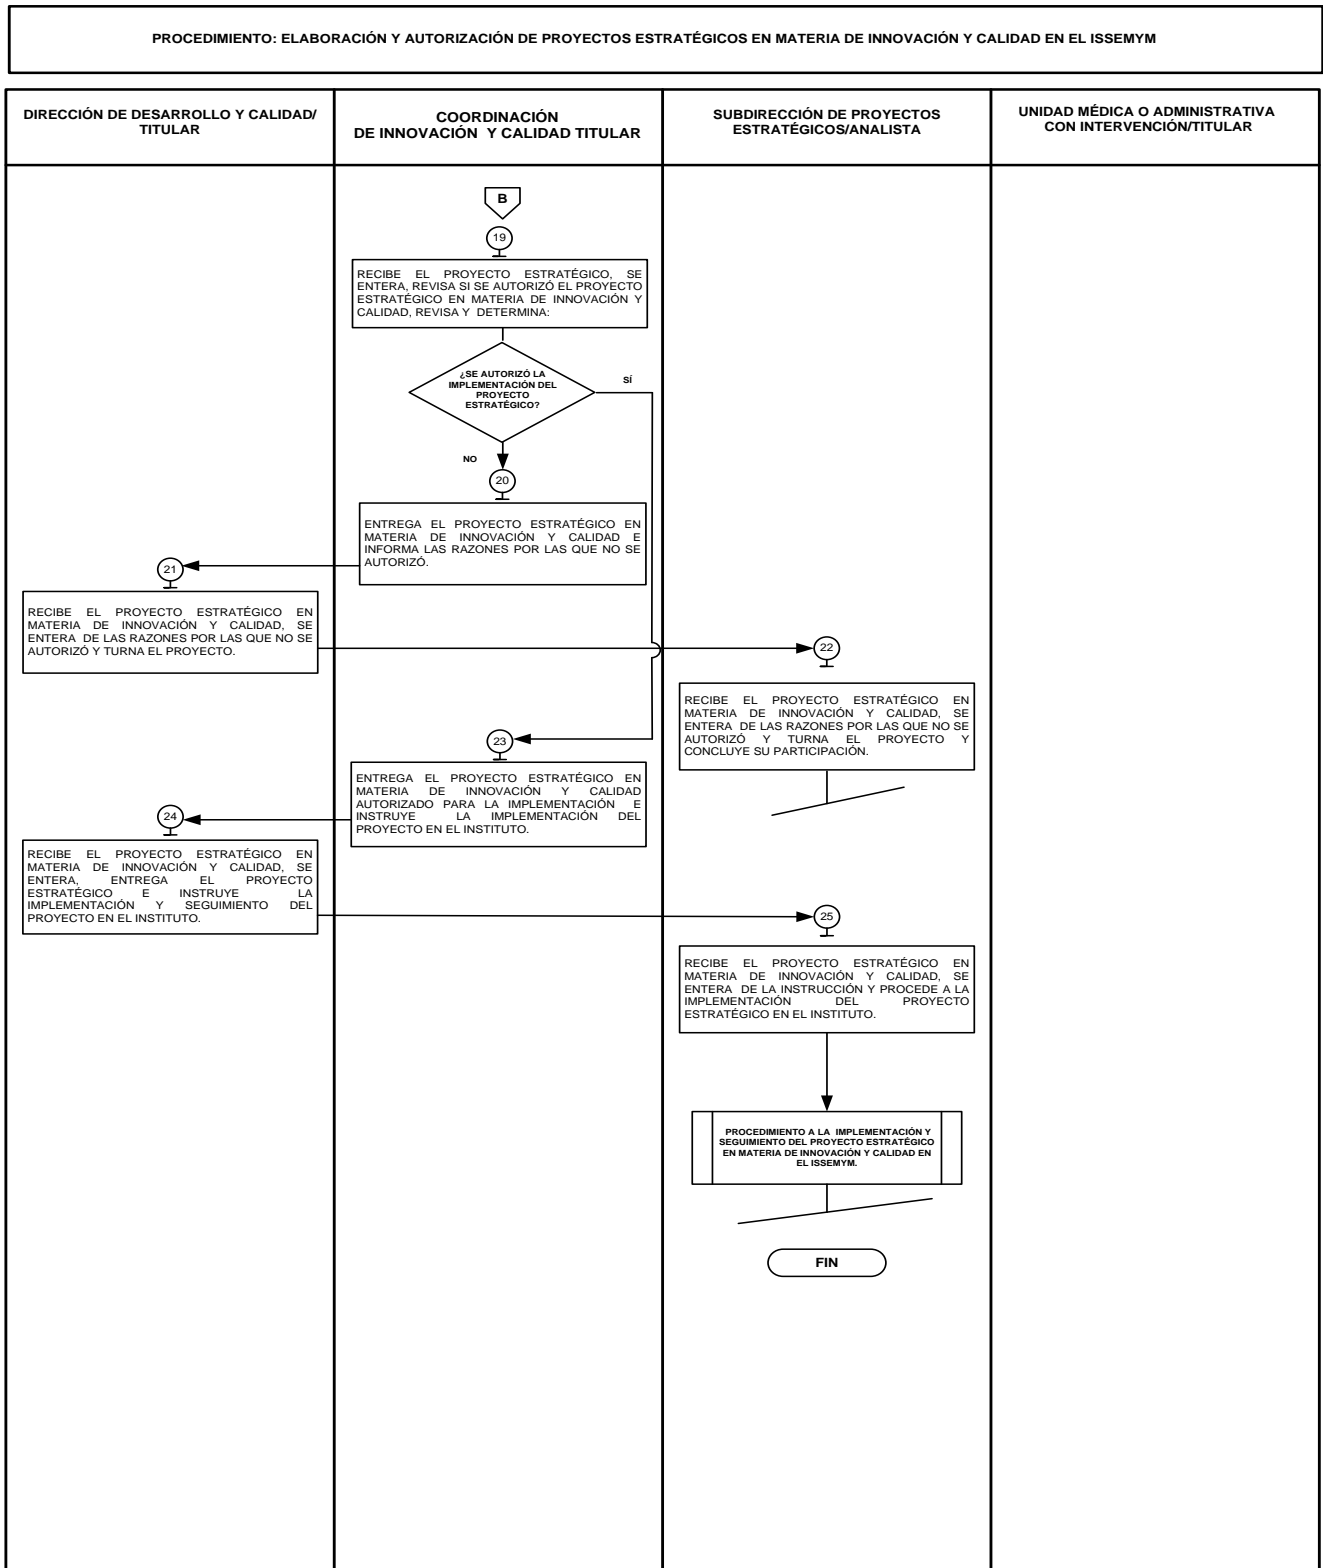 PROCEDIMIENTO: ELABORACIÓN Y AUTORIZACIÓN DE PROYECTOS ESTRATÉGICOS EN MATERIA DE INNOVACIÓN Y CALIDAD EN EL ISSEMYM
DIRECCIÓN DE DESARROLLO Y CALIDAD/
TITULAR
COORDINACIÓN
DE INNOVACIÓN Y CALIDAD TITULAR
SUBDIRECCIÓN DE PROYECTOS
ESTRATÉGICOS/ANALISTA
UNIDAD MÉDICA O ADMINISTRATIVA
CON INTERVENCIÓN/TITULAR
B
19
RECIBE EL PROYECTO ESTRATÉGICO, SE
ENTERA, REVISA SI SE AUTORIZÓ EL PROYECTO
ESTRATÉGICO EN MATERIA DE INNOVACIÓN Y
CALIDAD, REVISA Y DETERMINA:
¿SE AUTORIZÓ LA
IMPLEMENTACIÓN DEL
PROYECTO
ESTRATÉGICO?
SÍ
NO
20
ENTREGA EL PROYECTO ESTRATÉGICO EN
MATERIA DE INNOVACIÓN Y CALIDAD E
INFORMA LAS RAZONES POR LAS QUE NO SE
AUTORIZÓ.
21
RECIBE EL PROYECTO ESTRATÉGICO EN
MATERIA DE INNOVACIÓN Y CALIDAD, SE
ENTERA DE LAS RAZONES POR LAS QUE NO SE
AUTORIZÓ Y TURNA EL PROYECTO.
22
RECIBE EL PROYECTO ESTRATÉGICO EN
MATERIA DE INNOVACIÓN Y CALIDAD, SE
ENTERA DE LAS RAZONES POR LAS QUE NO SE
AUTORIZÓ Y TURNA EL PROYECTO Y
CONCLUYE SU PARTICIPACIÓN.
23
ENTREGA EL PROYECTO ESTRATÉGICO EN
MATERIA DE INNOVACIÓN Y CALIDAD
AUTORIZADO PARA LA IMPLEMENTACIÓN E
INSTRUYE LA IMPLEMENTACIÓN DEL
PROYECTO EN EL INSTITUTO.
24
RECIBE EL PROYECTO ESTRATÉGICO EN
MATERIA DE INNOVACIÓN Y CALIDAD, SE
ENTERA, ENTREGA EL PROYECTO
ESTRATÉGICO E INSTRUYE LA
IMPLEMENTACIÓN Y SEGUIMIENTO DEL
PROYECTO EN EL INSTITUTO.
25
RECIBE EL PROYECTO ESTRATÉGICO EN
MATERIA DE INNOVACIÓN Y CALIDAD, SE
ENTERA DE LA INSTRUCCIÓN Y PROCEDE A LA
IMPLEMENTACIÓN DEL PROYECTO
ESTRATÉGICO EN EL INSTITUTO.
PROCEDIMIENTO A LA IMPLEMENTACIÓN Y
SEGUIMIENTO DEL PROYECTO ESTRATÉGICO
EN MATERIA DE INNOVACIÓN Y CALIDAD EN
EL ISSEMYM.
FIN